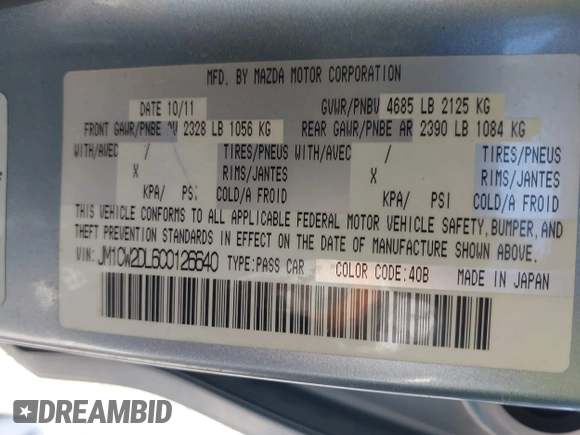 MFD. BY MAZDA MOTOR CORPORATION
DATE 10/11 GVWR/PNBV 4685 LB 2125 KG
FRONT GAWR/PNBE AV 2328 LB 1056 KG REAR GAWR/PNBE AR 2390 LB 1084 KG
WITH/AVEC / TIRES/PNEUS WITH/AVEC / TIRES/PNEUS
X RIMS/JANTES X RIMS/JANTES
KPA/ PSI COLD/A FROID KPA/ PSI COLD/A FROID
THIS VEHICLE CONFORMS TO ALL APPLICABLE FEDERAL MOTOR VEHICLE SAFETY, BUMPER, AND
THEFT PREVENTION STANDARDS IN EFFECT ON THE DATE OF MANUFACTURE SHOWN ABOVE.
VIN: JM1CW2DL6C0126640 TYPE:PASS CAR COLOR CODE:40B MADE IN JAPAN
DREAMBID